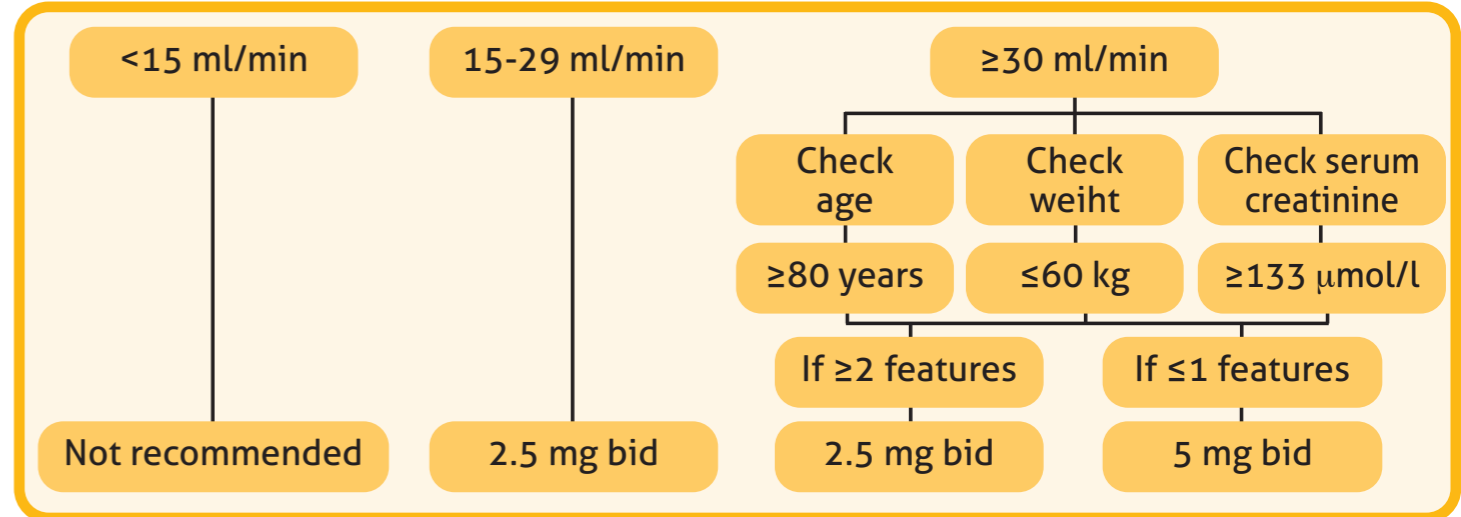 <15 ml/min
15-29 ml/min
≥30 ml/min
Check
age
Check
weiht
Check serum
creatinine
≥80 years
≤60 kg
≥133 μmol/l
If ≥2 features
If ≤1 features
Not recommended
2.5 mg bid
2.5 mg bid
5 mg bid